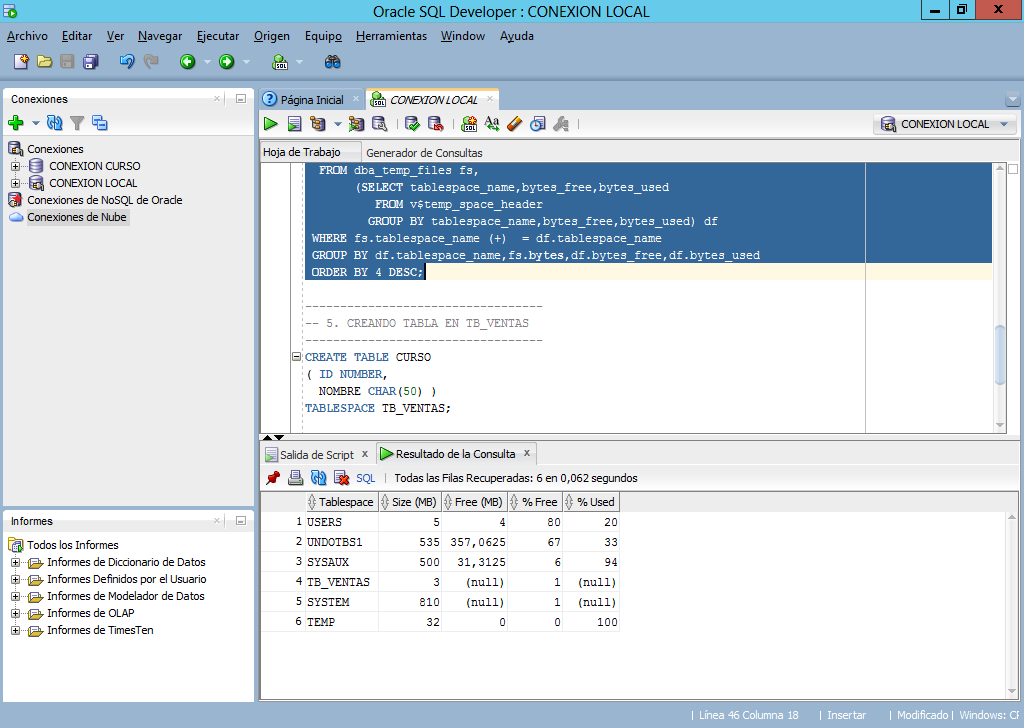 Oracle SQL Developer : CONEXION LOCAL
Archivo Editar Ver Navegar Ejecutar Origen Equipo Herramientas Window Ayuda
Conexiones
Conexiones
CONEXION CURSO
CONEXION LOCAL
Conexiones de NoSQL de Oracle
Conexiones de Nube
Informes
Todos los Informes
Informes de Diccionario de Datos
Informes Definidos por el Usuario
Informes de Modelador de Datos
Informes de OLAP
Informes de TimesTen
Página Inicial CONEXION LOCAL
CONEXION LOCAL
Hoja de Trabajo Generador de Consultas
FROM dba_temp_files fs,
(SELECT tablespace_name,bytes_free,bytes_used
FROM v$temp_space_header
GROUP BY tablespace_name,bytes_free,bytes_used) df
WHERE fs.tablespace_name (+)  = df.tablespace_name
GROUP BY df.tablespace_name,fs.bytes,df.bytes_free,df.bytes_used
ORDER BY 4 DESC;
----------------------------------
-- 5. CREANDO TABLA EN TB_VENTAS
----------------------------------
CREATE TABLE CURSO
( ID NUMBER,
NOMBRE CHAR(50) )
TABLESPACE TB_VENTAS;
Salida de Script Resultado de la Consulta
SQL Todas las Filas Recuperadas: 6 en 0,062 segundos
Tablespace Size (MB) Free (MB) % Free % Used
1 USERS 5 4 80 20
2 UNDOTBS1 535 357,0625 67 33
3 SYSAUX 500 31,3125 6 94
4 TB_VENTAS 3 (null) 1 (null)
5 SYSTEM 810 (null) 1 (null)
6 TEMP 32 0 0 100
Línea 46 Columna 18 | Insertar | Modificado | Windows: CF